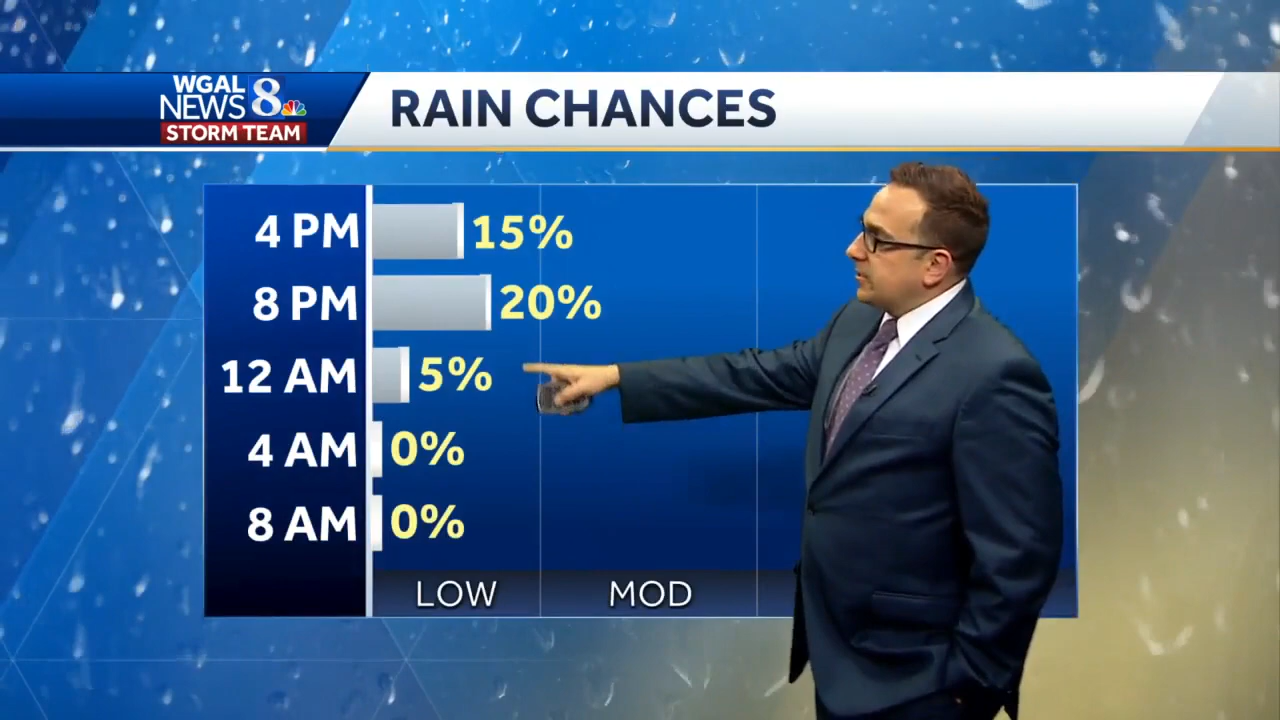 WGAL
NEWS 8
STORM TEAM
RAIN CHANCES
4 PM 15%
8 PM 20%
12 AM 5%
4 AM 0%
8 AM 0%
LOW MOD